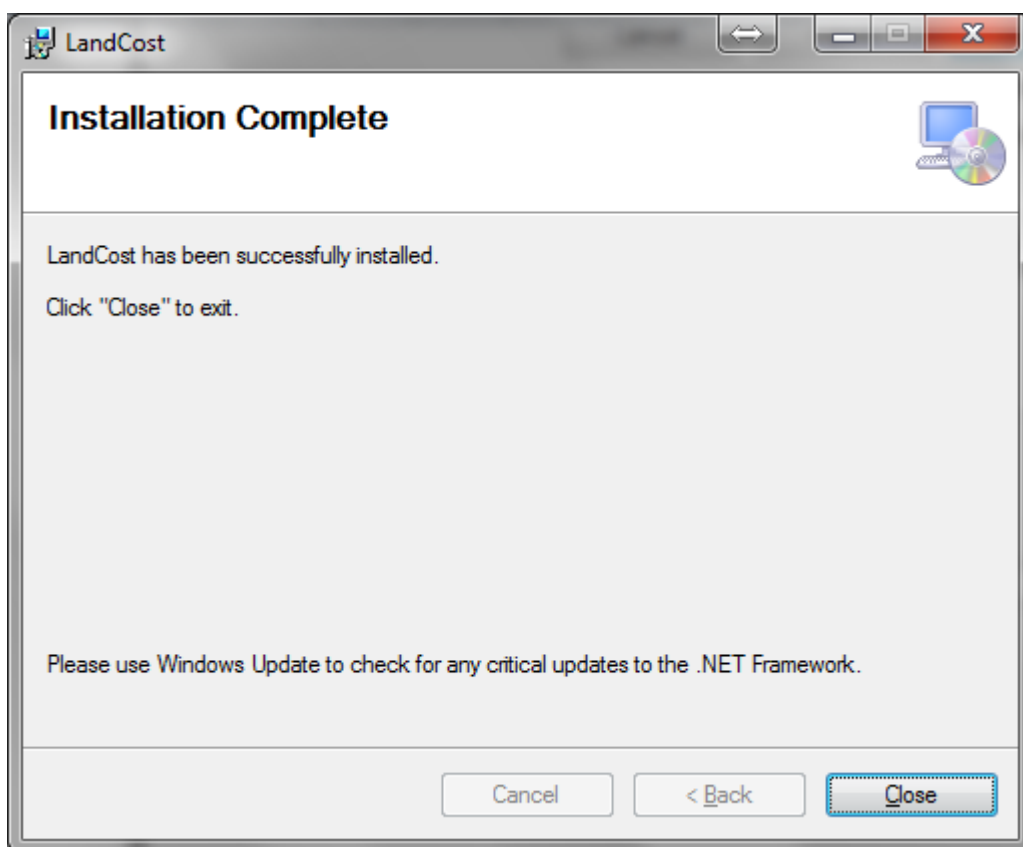 LandCost
Installation Complete
LandCost has been successfully installed.
Click "Close" to exit.
Please use Windows Update to check for any critical updates to the .NET Framework.
Cancel
< Back
Close